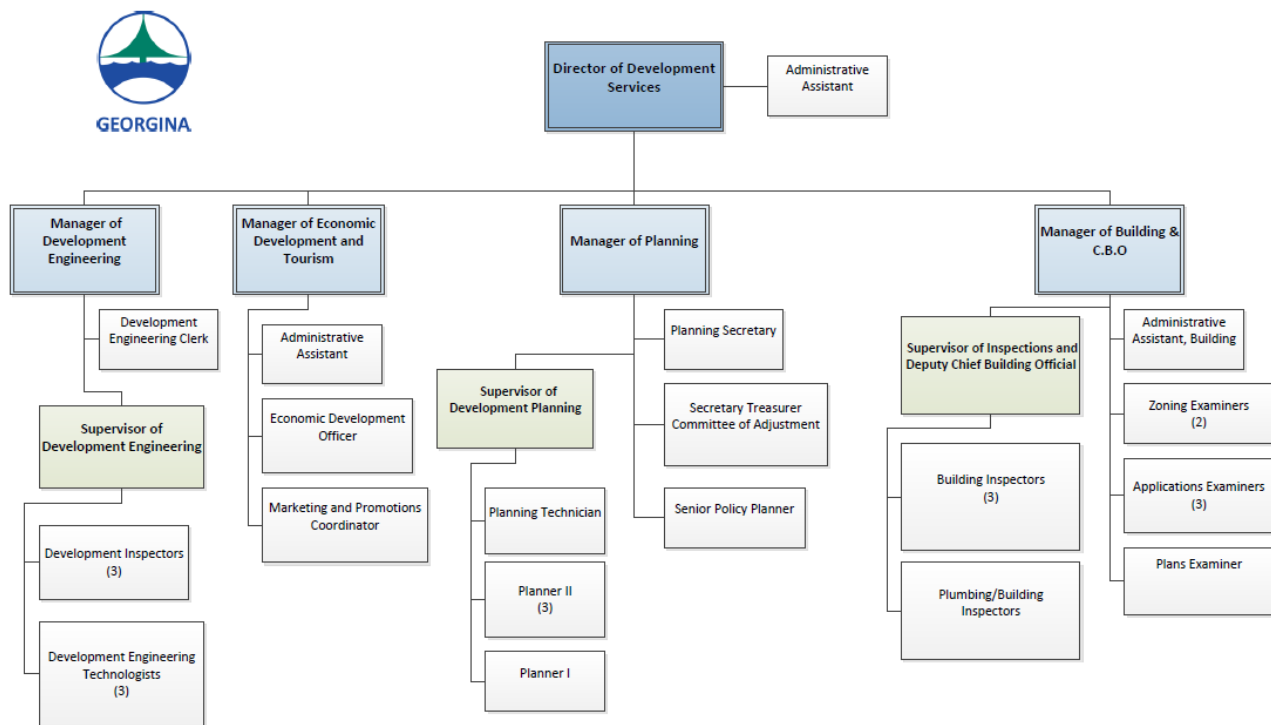 GEORGINA
Director of Development
Services
Administrative
Assistant
Manager of
Development
Engineering
Manager of Economic
Development and
Tourism
Manager of Planning
Manager of Building &
C.B.O
Development
Engineering Clerk
Supervisor of
Development Engineering
Development Inspectors
(3)
Development Engineering
Technologists
(3)
Administrative
Assistant
Economic Development
Officer
Marketing and Promotions
Coordinator
Planning Secretary
Supervisor of
Development Planning
Secretary Treasurer
Committee of Adjustment
Senior Policy Planner
Planning Technician
Planner II
(3)
Planner I
Supervisor of Inspections and
Deputy Chief Building Official
Building Inspectors
(3)
Plumbing/Building
Inspectors
Administrative
Assistant, Building
Zoning Examiners
(2)
Applications Examiners
(3)
Plans Examiner